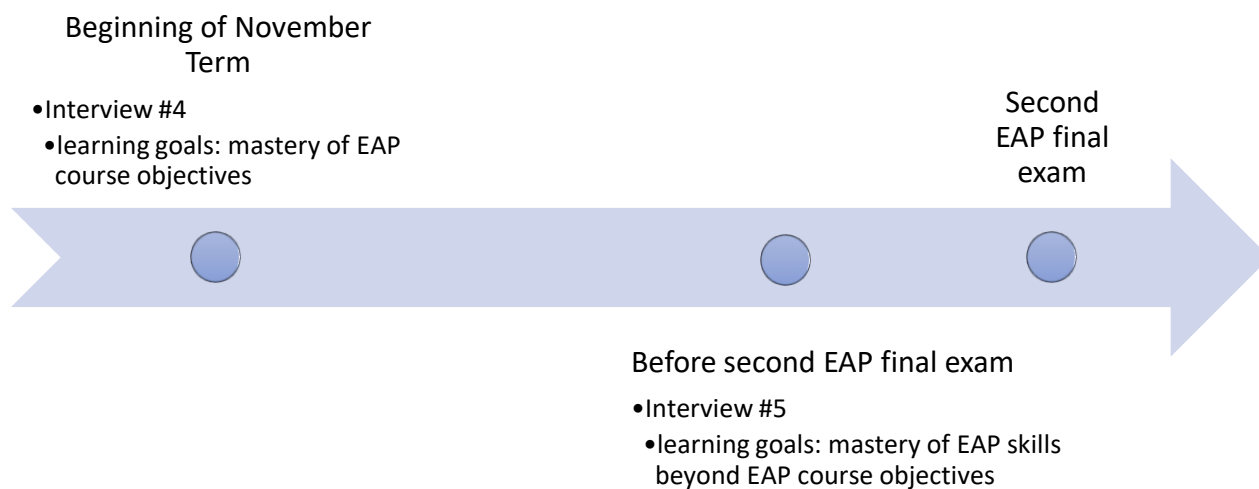 Beginning of November
Term
•Interview #4
•learning goals: mastery of EAP
course objectives
Second
EAP final
exam
Before second EAP final exam
•Interview #5
•learning goals: mastery of EAP skills
beyond EAP course objectives